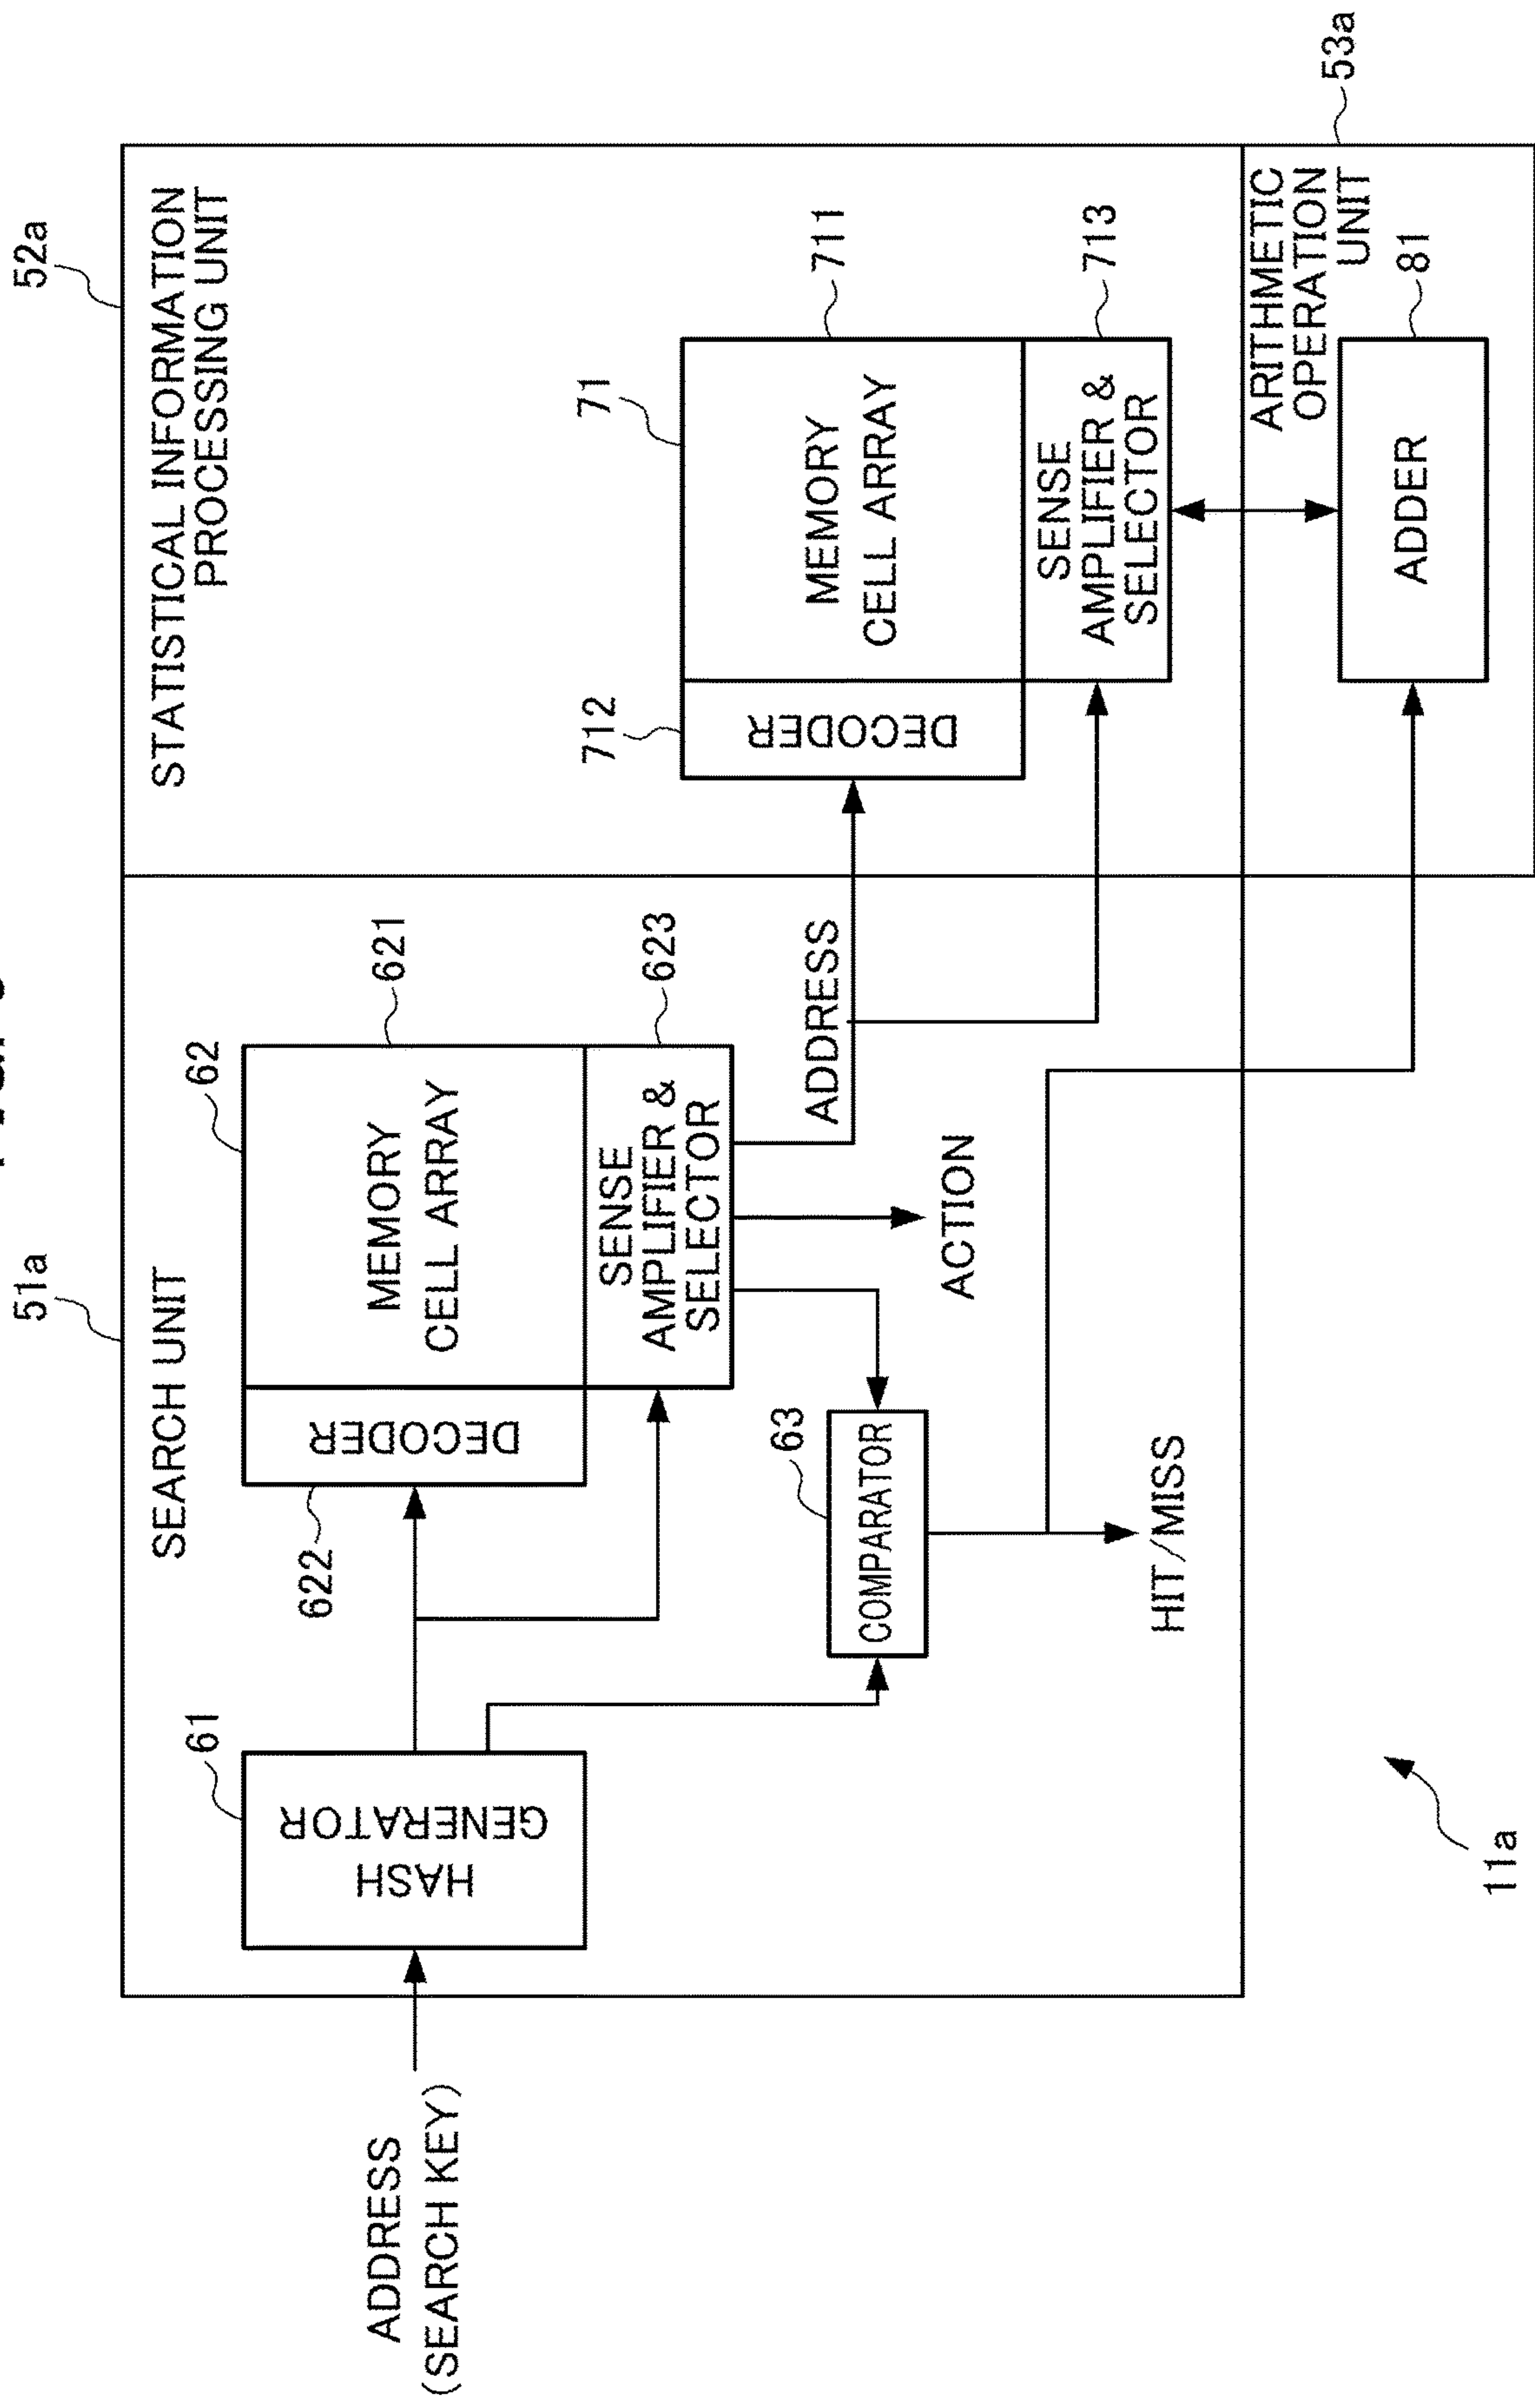 51a
52a
SEARCH UNIT
STATISTICAL INFORMATION
PROCESSING UNIT
61
62
HASH
GENERATOR
622
DECODER
MEMORY
CELL ARRAY
621
SENSE
AMPLIFIER &
SELECTOR
623
ADDRESS
(SEARCH KEY)
71
712
DECODER
MEMORY
CELL ARRAY
711
SENSE
AMPLIFIER &
SELECTOR
713
63
COMPARATOR
ADDRESS
ACTION
HIT/MISS
ARITHMETIC
OPERATION
UNIT
53a
ADDER
81
11a